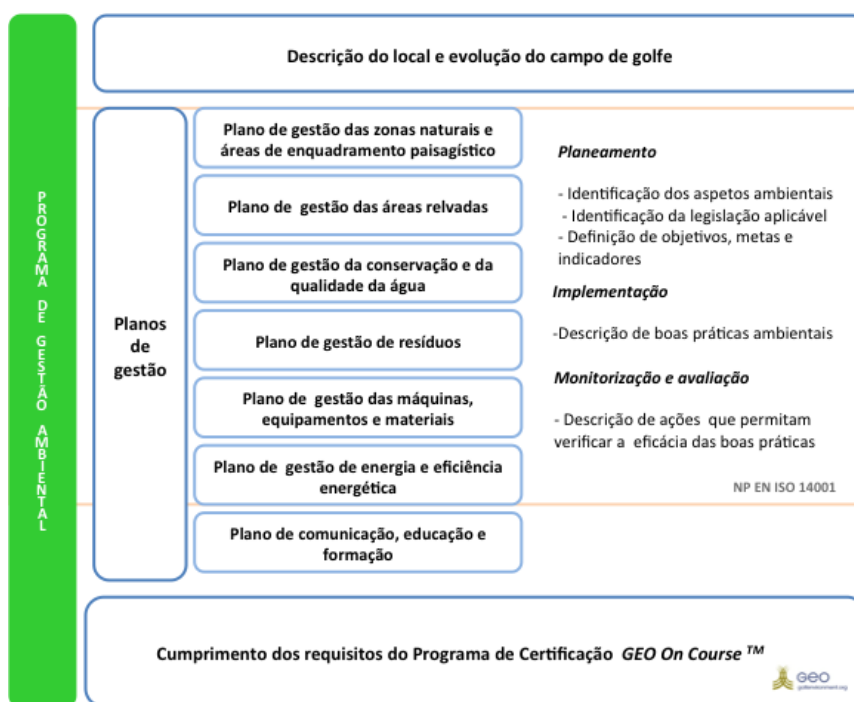 Descrição do local e evolução do campo de golfe
PROGRAMA DE GESTÃO AMBIENTAL
Planos
de
gestão
Plano de gestão das zonas naturais e
áreas de enquadramento paisagístico
Plano de gestão das áreas relvadas
Plano de gestão da conservação e da
qualidade da água
Plano de gestão de resíduos
Plano de gestão das máquinas,
equipamentos e materiais
Plano de gestão de energia e eficiência
energética
Plano de comunicação, educação e
formação
Planeamento
- Identificação dos aspetos ambientais
- Identificação da legislação aplicável
- Definição de objetivos, metas e
indicadores
Implementação
-Descrição de boas práticas ambientais
Monitorização e avaliação
- Descrição de ações que permitam
verificar a eficácia das boas práticas
NP EN ISO 14001
Cumprimento dos requisitos do Programa de Certificação GEO On Course TM
GEO
golfenvironment.org